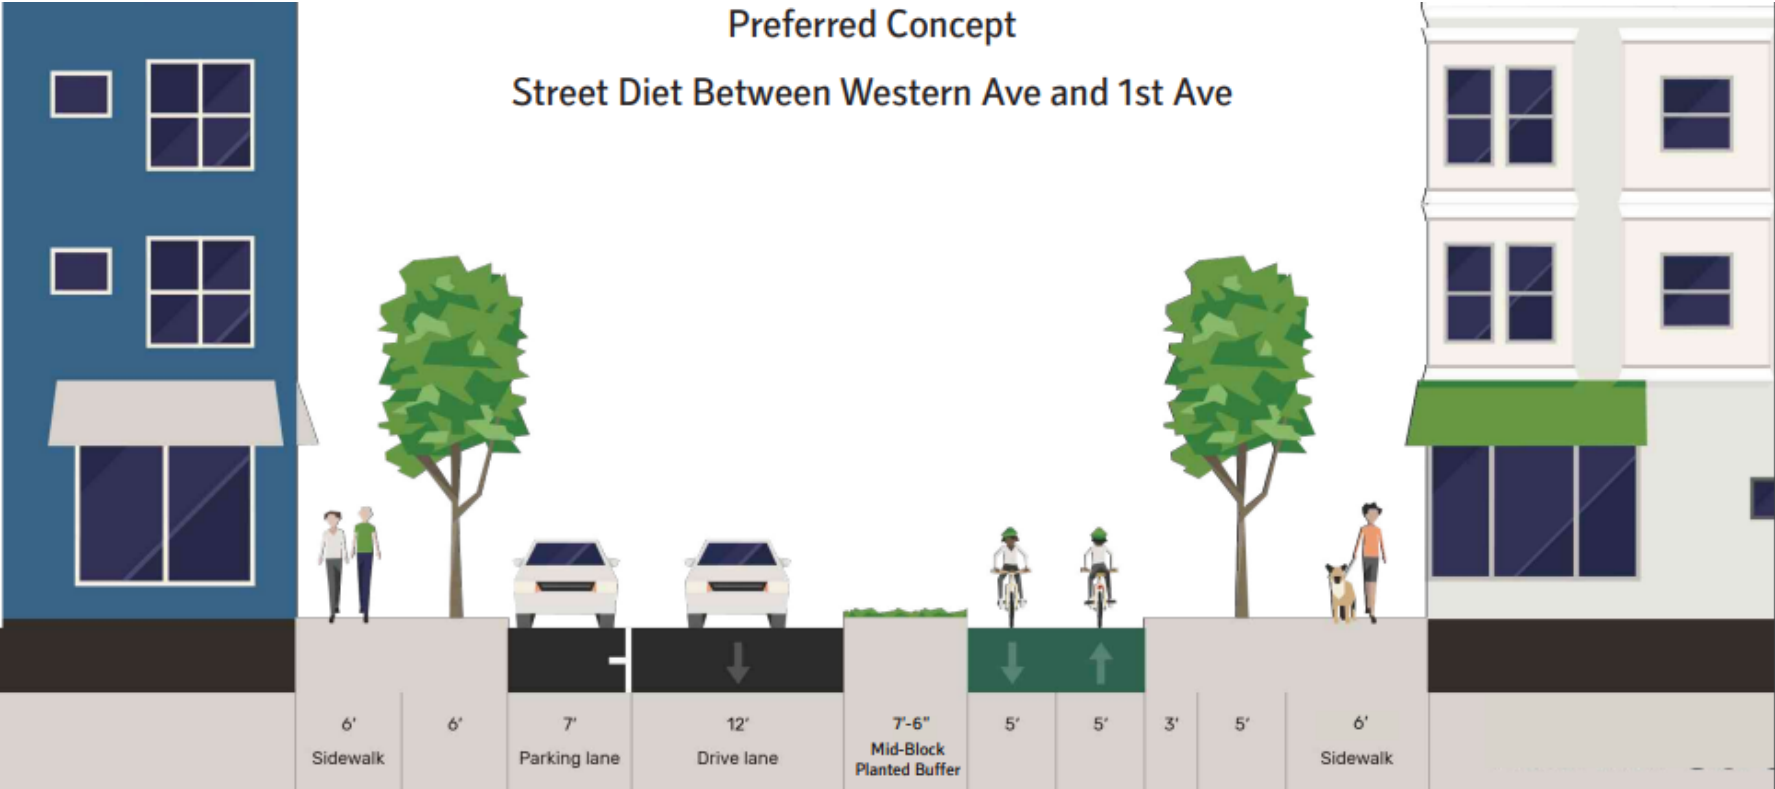 Preferred Concept
Street Diet Between Western Ave and 1st Ave
6' 6' 7' 12' 7'-6" 5' 5' 3' 5' 6'
Sidewalk Parking lane Drive lane Mid-Block Sidewalk
Planted Buffer